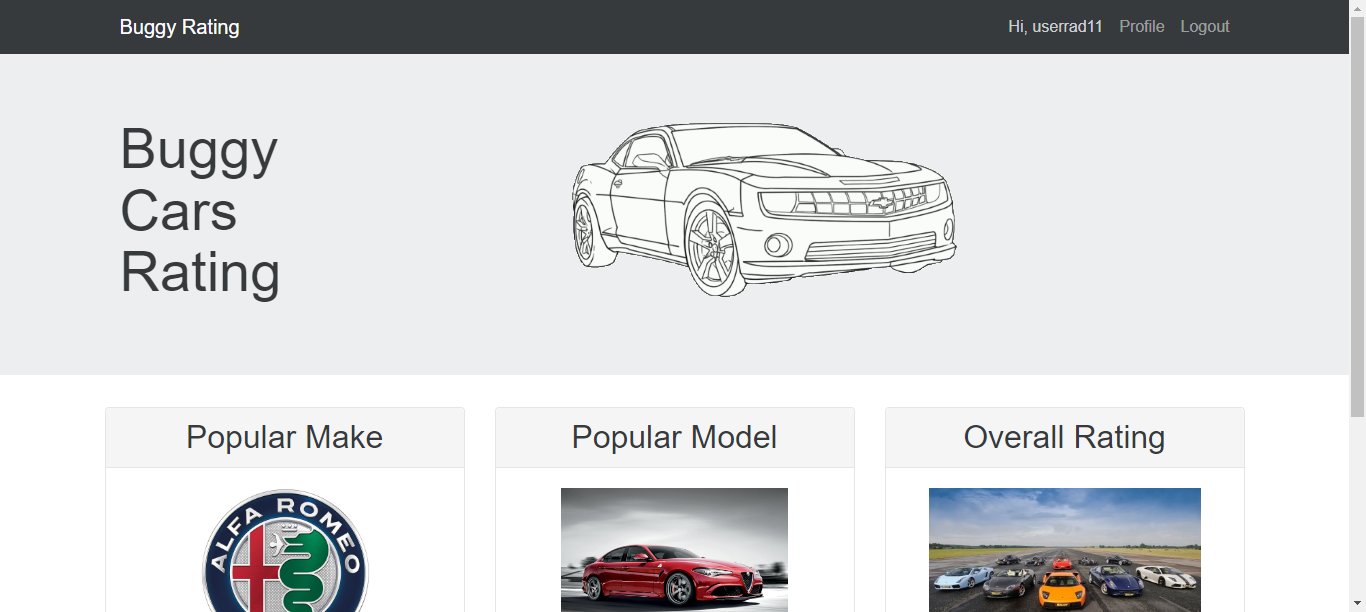 Buggy Rating
Hi, userrad11 Profile Logout
Buggy
Cars
Rating
Popular Make
Popular Model
Overall Rating
ALFA ROMEO